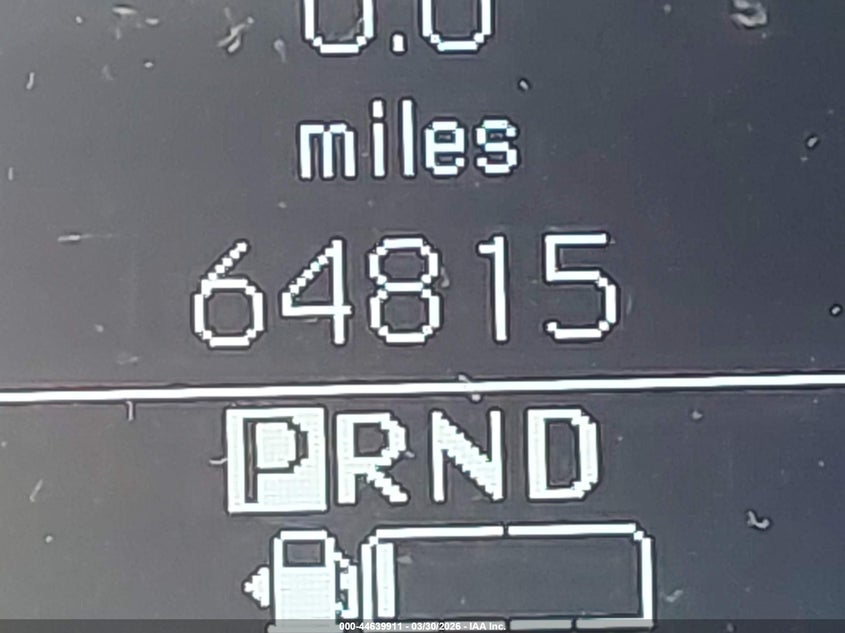 0.0
miles
64815
PRND
000-44639911 - 03/30/2026 - IAA Inc.